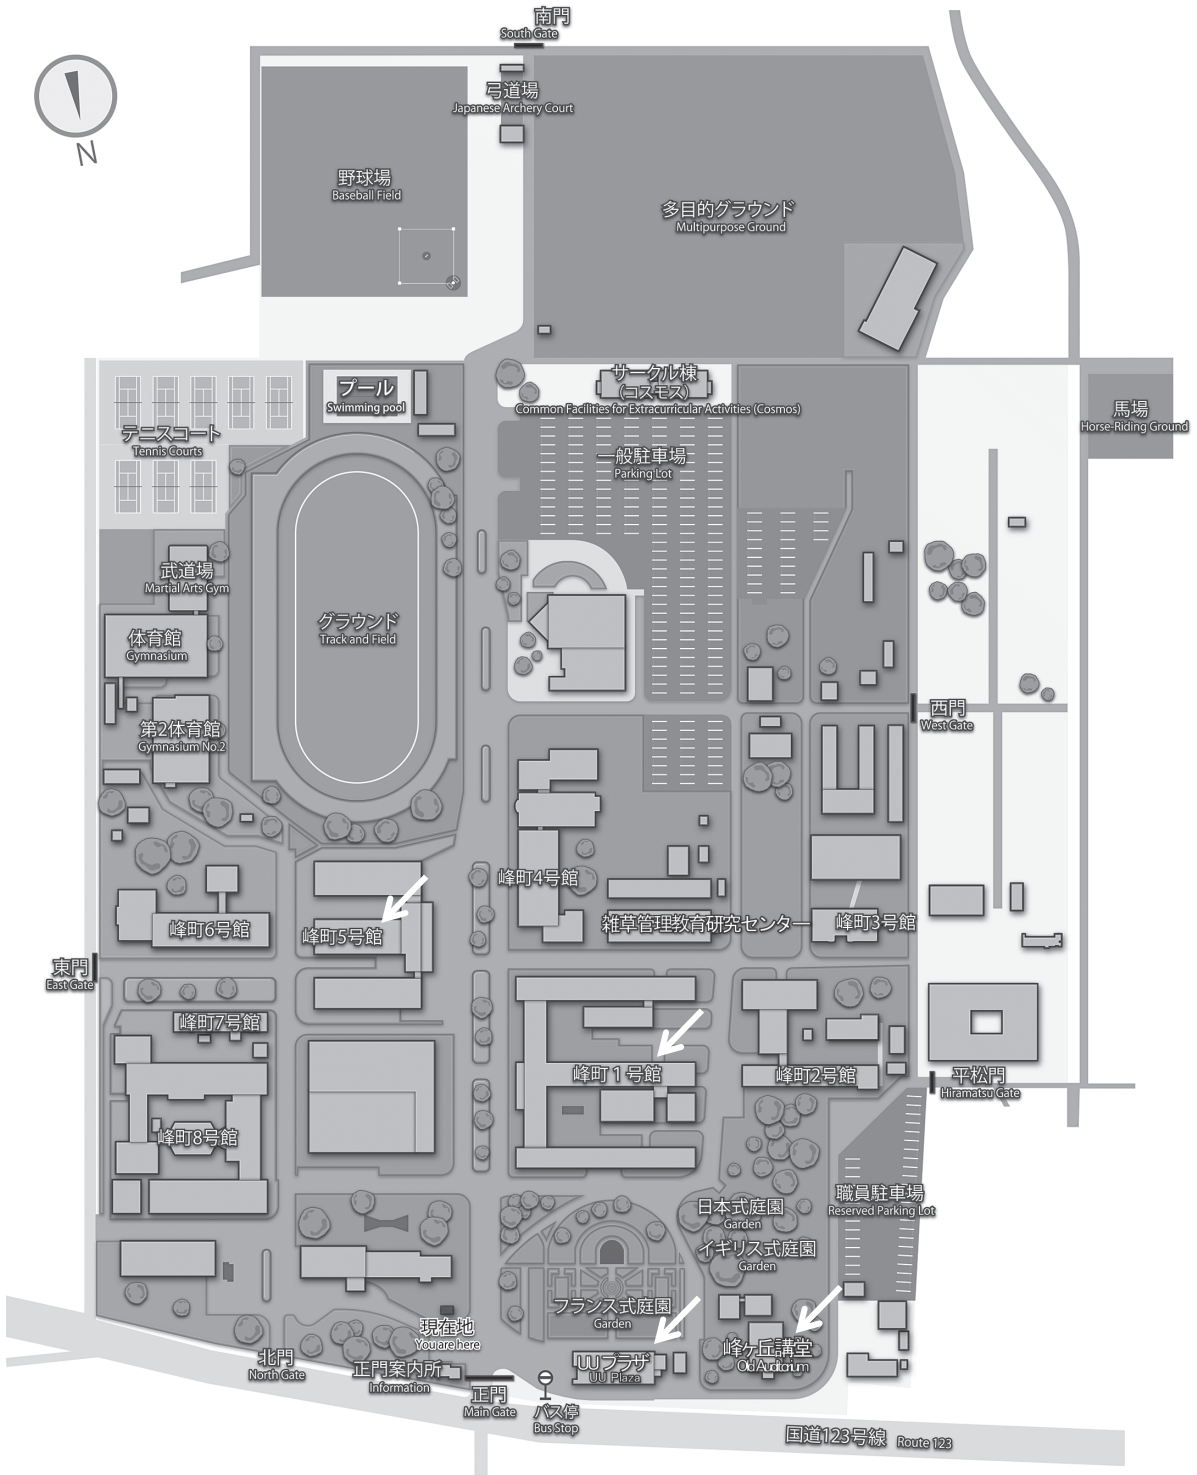 南門
South Gate
弓道場
Japanese Archery Court
N
野球場
Baseball Field
多目的グラウンド
Multipurpose Ground
プール
Swimming pool
サークル棟
(コスモス)
Common Facilities for Extracurricular Activities (Cosmos)
馬場
Horse-Riding Ground
テニスコート
Tennis Courts
一般駐車場
Parking Lot
武道場
Martial Arts Gym
グラウンド
Track and Field
体育館
Gymnasium
西門
West Gate
第2体育館
Gymnasium No.2
峰町4号館
峰町6号館
峰町5号館
雑草管理教育研究センター
峰町3号館
東門
East Gate
峰町7号館
峰町1号館
峰町2号館
平松門
Hiramatsu Gate
峰町8号館
職員駐車場
Reserved Parking Lot
日本式庭園
Garden
イギリス式庭園
Garden
フランス式庭園
Garden
現在地
You are here
峰ヶ丘講堂
Old Auditorium
北門
North Gate
正門案内所
Information
UUプラザ
UU Plaza
正門
Main Gate
バス停
Bus Stop
国道123号線 Route 123